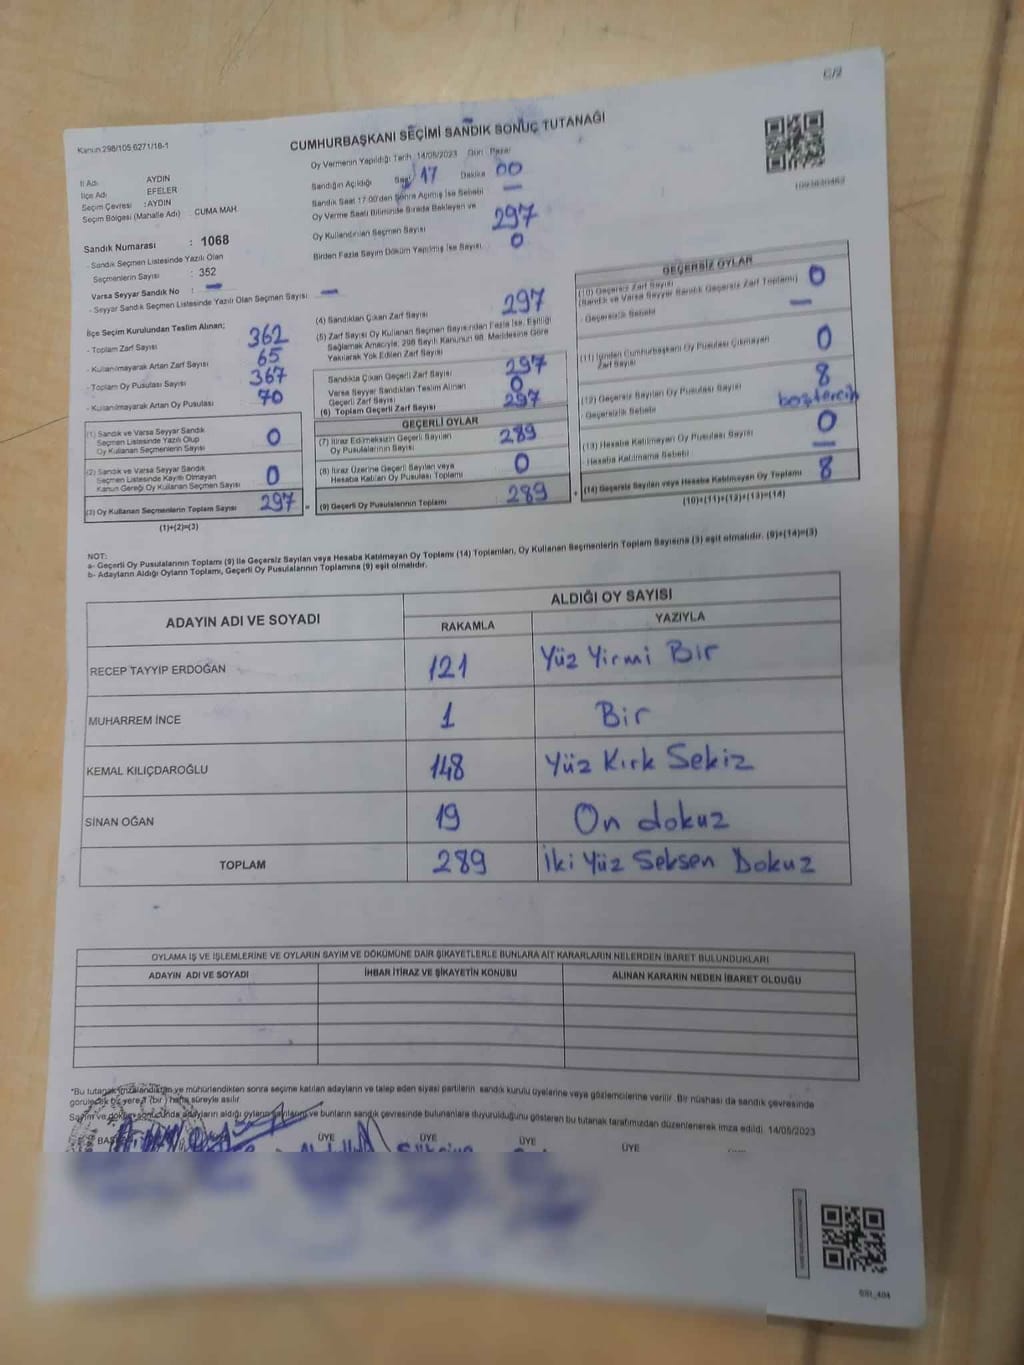 C/2
Kanun:298/105 6271/18-1
CUMHURBAŞKANI SEÇİMİ SANDIK SONUÇ TUTANAĞI
Oy Vermenin Yapıldığı Tarih 14/05/2023 Gün Pazar
İl Adı AYDIN
İlçe Adı EFELER
Seçim Çevresi : AYDIN
Seçim Bölgesi (Mahalle Adı) : CUMA MAH.
Sandığın Açıldığı Saat 17 Dakika 00
Sandık Saat 17:00'den Sonra Açılmış İse Sebebi —
Oy Verme Saati Bitiminde Sırada Bekleyen ve
Oy Kullandırılan Seçmen Sayısı 297
Birden Fazla Sayım Döküm Yapılmış İse Sayısı 0
Sandık Numarası : 1068
- Sandık Seçmen Listesinde Yazılı Olan
Seçmenlerin Sayısı : 352
Varsa Seyyar Sandık No : —
- Seyyar Sandık Seçmen Listesinde Yazılı Olan Seçmen Sayısı : —
İlçe Seçim Kurulundan Teslim Alınan;
- Toplam Zarf Sayısı 362
- Kullanılmayarak Artan Zarf Sayısı 65
- Toplam Oy Pusulası Sayısı 367
- Kullanılmayarak Artan Oy Pusulası 70
(1) Sandık ve Varsa Seyyar Sandık
Seçmen Listesinde Yazılı Olup
Oy Kullanan Seçmenlerin Sayısı 0
(2) Sandık ve Varsa Seyyar Sandık
Seçmen Listesinde Kayıtlı Olmayan
Kanun Gereği Oy Kullanan Seçmen Sayısı 0
(3) Oy Kullanan Seçmenlerin Toplam Sayısı 297
(1)+(2)=(3)
(4) Sandıktan Çıkan Zarf Sayısı 297
(5) Zarf Sayısı Oy Kullanan Seçmen Sayısından Fazla İse, Eşitliği
Sağlamak Amacıyla; 298 Sayılı Kanunun 98. Maddesine Göre
Yakılarak Yok Edilen Zarf Sayısı
Sandıkta Çıkan Geçerli Zarf Sayısı 297
Varsa Seyyar Sandıktan Teslim Alınan
Geçerli Zarf Sayısı 0
(6) Toplam Geçerli Zarf Sayısı 297
GEÇERLİ OYLAR
(7) İtiraz Edilmeksizin Geçerli Sayılan
Oy Pusulasının Sayısı 289
(8) İtiraz Üzerine Geçerli Sayılan veya
Hesaba Katılan Oy Pusulası Toplamı 0
(9) Geçerli Oy Pusulalarının Toplamı 289
GEÇERSİZ OYLAR
(10) Geçersiz Zarf Sayısı
(Sandık ve Varsa Seyyar Sandık Geçersiz Zarf Toplamı) 0
- Geçersizlik Sebebi —
(11) İçinden Cumhurbaşkanı Oy Pusulası Çıkmayan
Zarf Sayısı 0
(12) Geçersiz Sayılan Oy Pusulası Sayısı 8
- Geçersizlik Sebebi boş tercih
(13) Hesaba Katılmayan Oy Pusulası Sayısı 0
- Hesaba Katılmama Sebebi —
(14) Geçersiz Sayılan veya Hesaba Katılmayan Oy Toplamı 8
(10)+(11)+(12)+(13)=(14)
NOT:
a- Geçerli Oy Pusulalarının Toplamı (9) ile Geçersiz Sayılan veya Hesaba Katılmayan Oy Toplamı (14) Toplamları, Oy Kullanan Seçmenlerin Toplam Sayısına (3) eşit olmalıdır. (9)+(14)=(3)
b- Adayların Aldığı Oyların Toplamı, Geçerli Oy Pusulalarının Toplamına (9) eşit olmalıdır.
ADAYIN ADI VE SOYADI ALDIĞI OY SAYISI
RAKAMLA YAZIYLA
RECEP TAYYIP ERDOĞAN 121 Yüz Yirmi Bir
MUHARREM İNCE 1 Bir
KEMAL KILIÇDAROĞLU 148 Yüz Kırk Sekiz
SİNAN OĞAN 19 On dokuz
TOPLAM 289 İki Yüz Seksen Dokuz
OYLAMA İŞ VE İŞLEMLERİNE VE OYLARIN SAYIM VE DÖKÜMÜNE DAİR ŞİKAYETLERLE BUNLARA AİT KARARLARIN NELERDEN İBARET BULUNDUKLARI
ADAYIN ADI VE SOYADI İHBAR İTİRAZ VE ŞİKAYETİN KONUSU ALINAN KARARIN NEDEN İBARET OLDUĞU
*Bu tutanak imzalandıktan ve mühürlendikten sonra seçime katılan adayların ve talep eden siyasi partilerin sandık kurulu üyelerine veya gözlemcilerine verilir. Bir nüshası da sandık çevresinde
görülecek bir yere 1 (bir) hafta süreyle asılır
Sayım ve döküm sonucunda adayların aldığı oyların sayılarını ve bunların sandık çevresinde bulunanlara duyurulduğunu gösteren bu tutanak tarafımızdan düzenlenerek imza edildi. 14/05/2023
ÜYE ÜYE ÜYE ÜYE